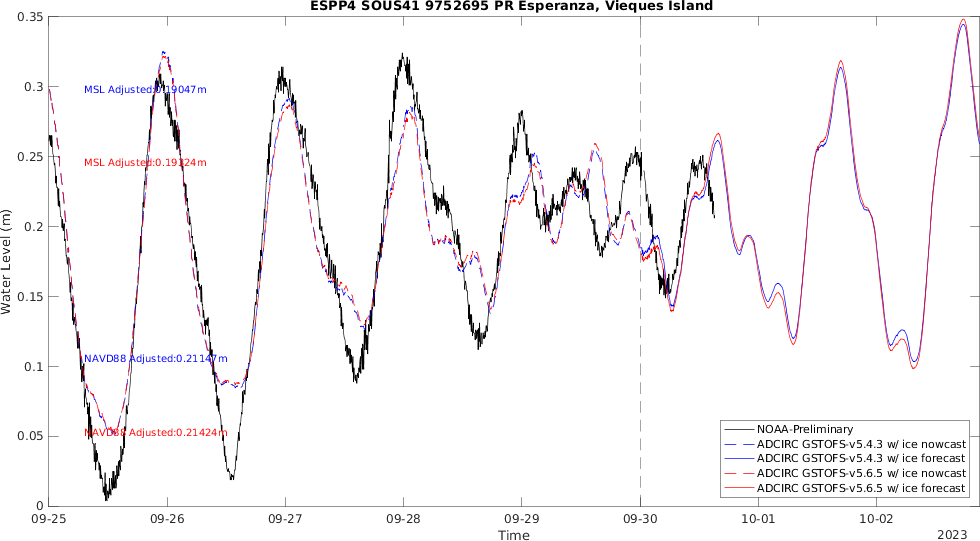 ESPP4 SOUS41 9752695 PR Esperanza, Vieques Island
0.35
0.3
0.25
0.2
0.15
0.1
0.05
0
Water Level (m)
MSL Adjusted:0.19047m
MSL Adjusted:0.19124m
NAVD88 Adjusted:0.21147m
NAVD88 Adjusted:0.21424m
NOAA-Preliminary
ADCIRC GSTOFS-v5.4.3 w/ ice nowcast
ADCIRC GSTOFS-v5.4.3 w/ ice forecast
ADCIRC GSTOFS-v5.6.5 w/ ice nowcast
ADCIRC GSTOFS-v5.6.5 w/ ice forecast
09-25 09-26 09-27 09-28 09-29 09-30 10-01 10-02
Time
2023